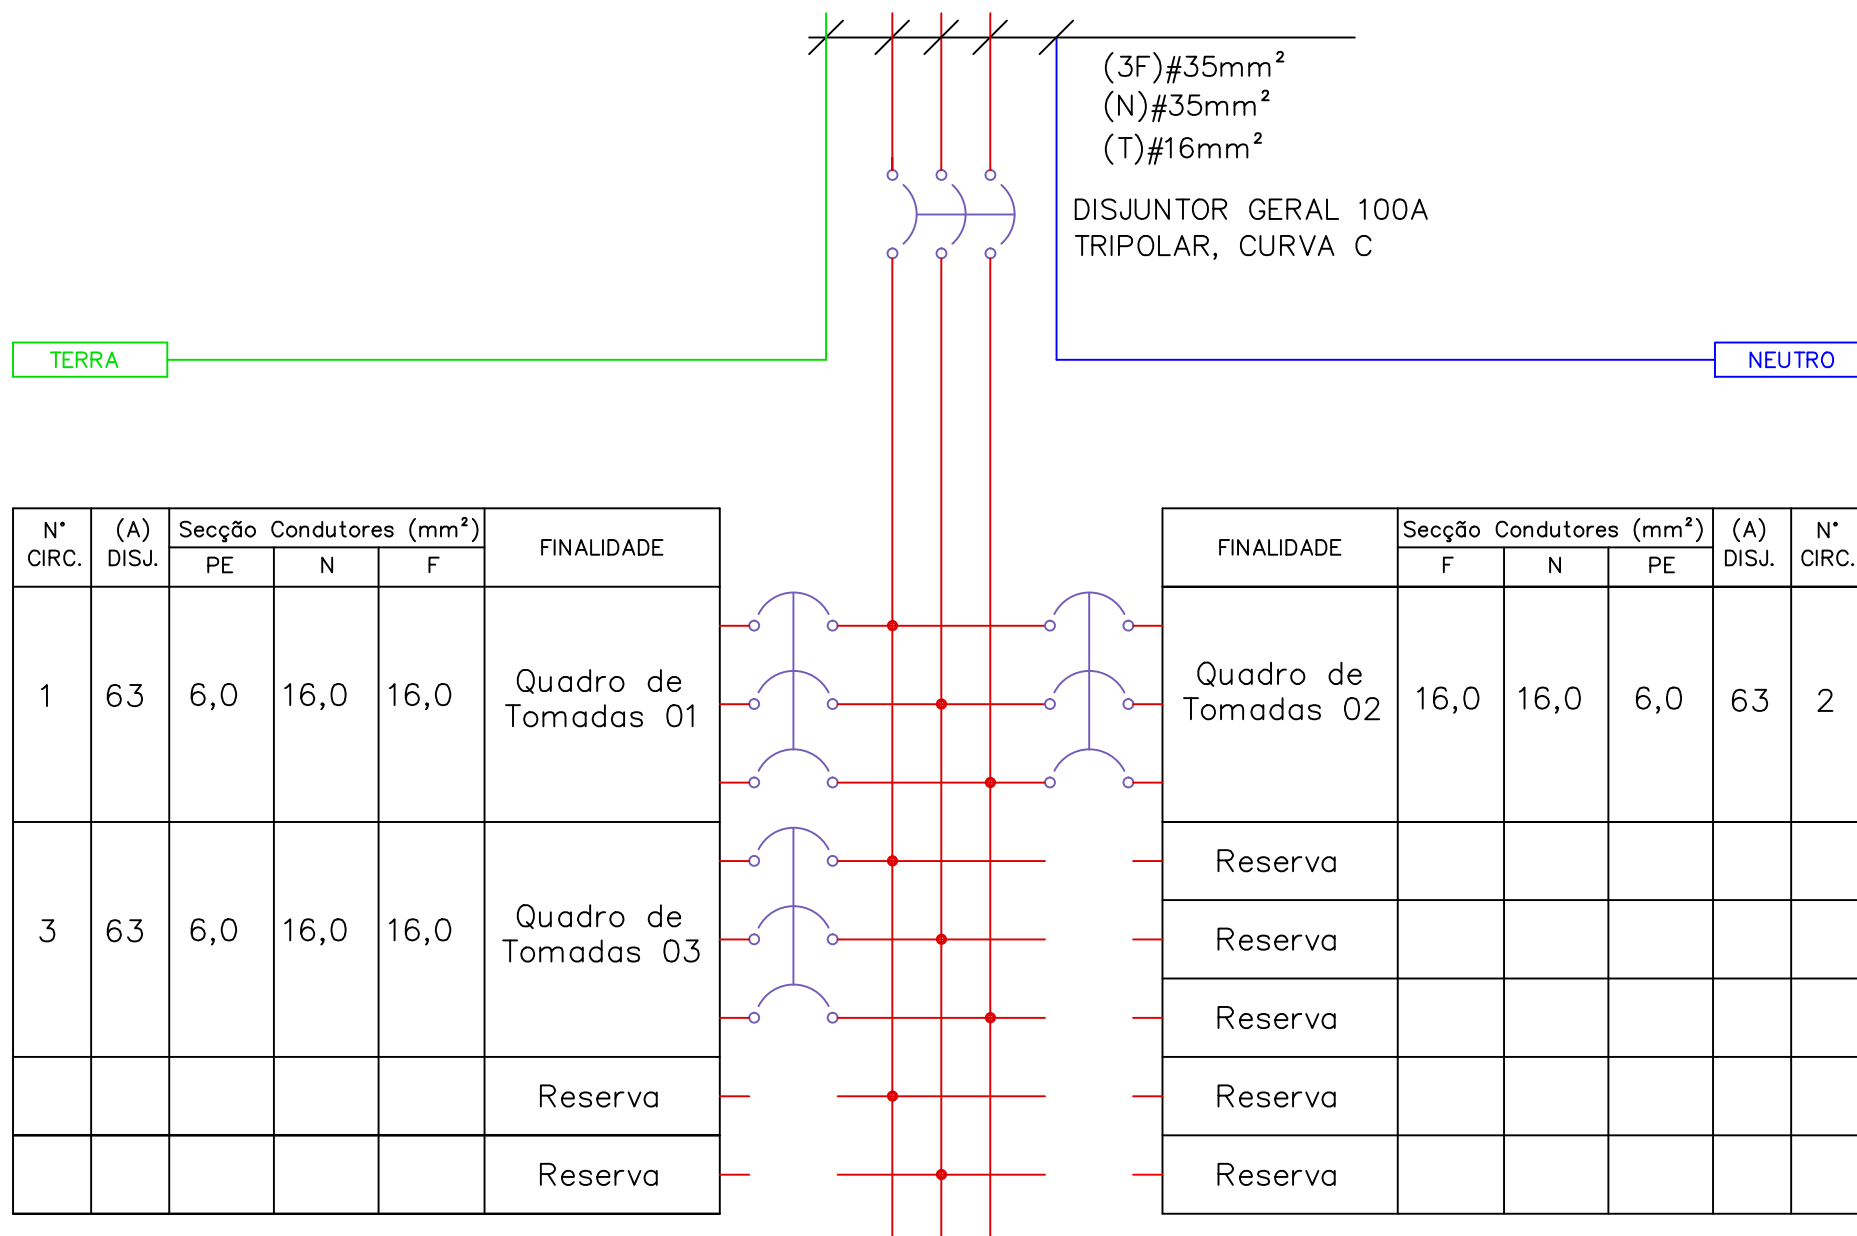 (3F)#35mm²
(N)#35mm²
(T)#16mm²
DISJUNTOR GERAL 100A
TRIPOLAR, CURVA C
TERRA
NEUTRO
N° CIRC.
(A) DISJ.
Secção Condutores (mm²)
PE N F
FINALIDADE
1 63 6,0 16,0 16,0 Quadro de
Tomadas 01
3 63 6,0 16,0 16,0 Quadro de
Tomadas 03
Reserva
Reserva
FINALIDADE
Secção Condutores (mm²)
F N PE
(A) DISJ.
N° CIRC.
Quadro de
Tomadas 02 16,0 16,0 6,0 63 2
Reserva
Reserva
Reserva
Reserva
Reserva